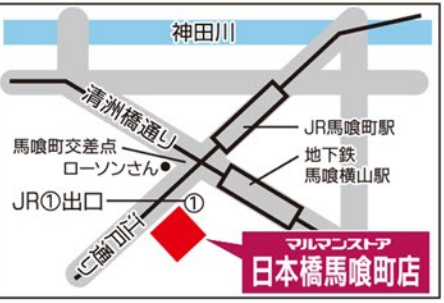 神田川
清洲橋通り
JR馬喰町駅
馬喰町交差点
ローソンさん
地下鉄
馬喰横山駅
JR①出口
①
江戸通り
マルマンストア
日本橋馬喰町店